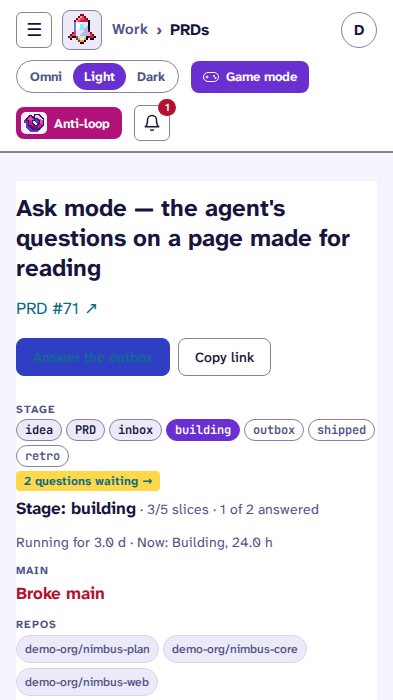 ☰ Work › PRDs D
Omni Light Dark Game mode
Anti-loop 1
Ask mode — the agent's
questions on a page made for
reading
PRD #71 ↗
Answer the outbox Copy link
STAGE
idea PRD inbox building outbox shipped
retro
2 questions waiting →
Stage: building · 3/5 slices · 1 of 2 answered
Running for 3.0 d · Now: Building, 24.0 h
MAIN
Broke main
REPOS
demo-org/nimbus-plan demo-org/nimbus-core
demo-org/nimbus-web